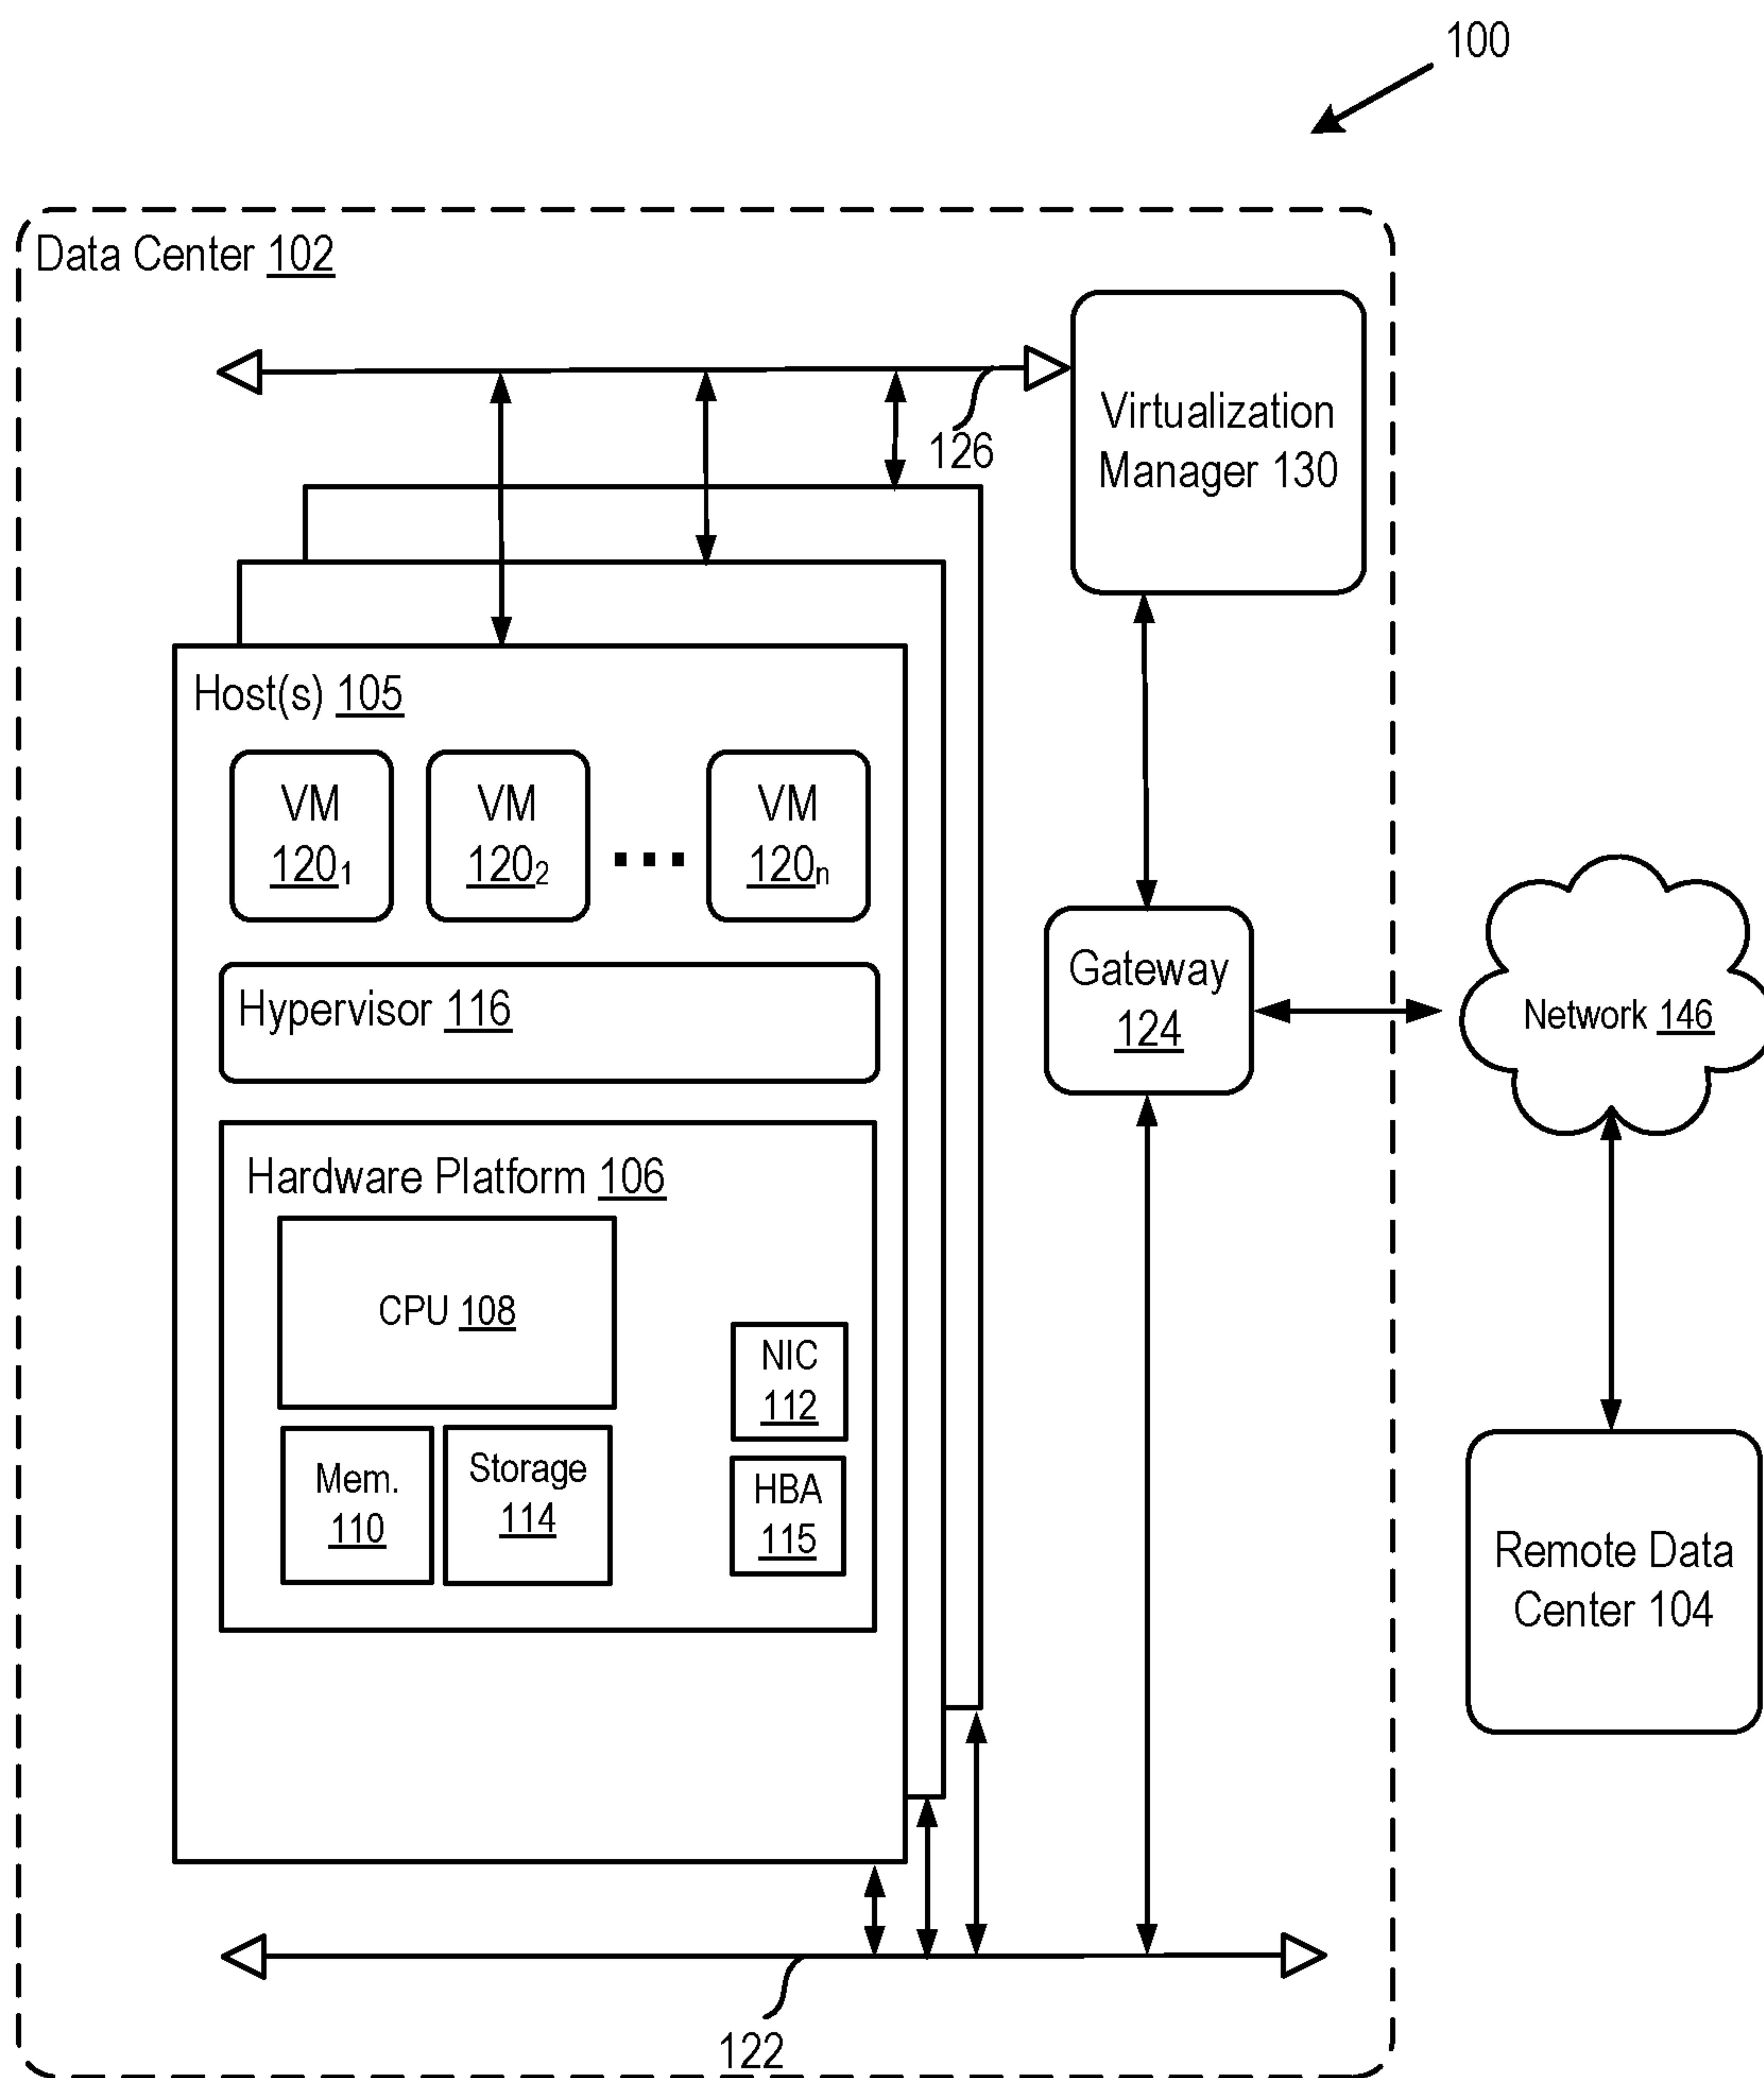 100
Data Center 102
Virtualization
Manager 130
126
Host(s) 105
VM
120₁
VM
120₂
...
VM
120ₙ
Hypervisor 116
Gateway
124
Network 146
Hardware Platform 106
CPU 108
NIC
112
Mem.
110
Storage
114
HBA
115
Remote Data
Center 104
122